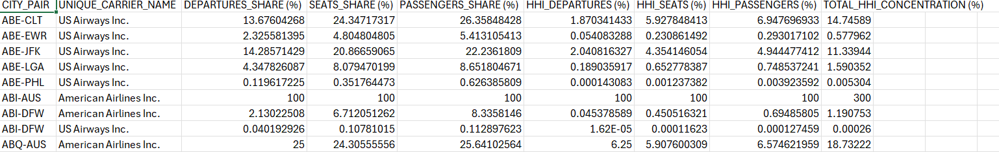 CITY_PAIR UNIQUE_CARRIER_NAME DEPARTURES_SHARE (%) SEATS_SHARE (%) PASSENGERS_SHARE (%) HHI_DEPARTURES (%) HHI_SEATS (%) HHI_PASSENGERS (%) TOTAL_HHI_CONCENTRATION (%)
ABE-CLT US Airways Inc. 13.67604268 24.34717317 26.35848428 1.870341433 5.927848413 6.947696933 14.74589
ABE-EWR US Airways Inc. 2.325581395 4.804804805 5.413105413 0.054083288 0.230861492 0.293017102 0.577962
ABE-JFK US Airways Inc. 14.28571429 20.86659065 22.2361809 2.040816327 4.354146054 4.944477412 11.33944
ABE-LGA US Airways Inc. 4.347826087 8.079470199 8.651804671 0.189035917 0.652778387 0.748537241 1.590352
ABE-PHL US Airways Inc. 0.119617225 0.351764473 0.626385809 0.000143083 0.001237382 0.003923592 0.005304
ABI-AUS American Airlines Inc. 100 100 100 100 100 100 300
ABI-DFW American Airlines Inc. 2.13022508 6.712051262 8.3358146 0.045378589 0.450516321 0.69485805 1.190753
ABI-DFW US Airways Inc. 0.040192926 0.10781015 0.112897623 1.62E-05 0.00011623 0.000127459 0.00026
ABQ-AUS American Airlines Inc. 25 24.30555556 25.64102564 6.25 5.907600309 6.574621959 18.73222